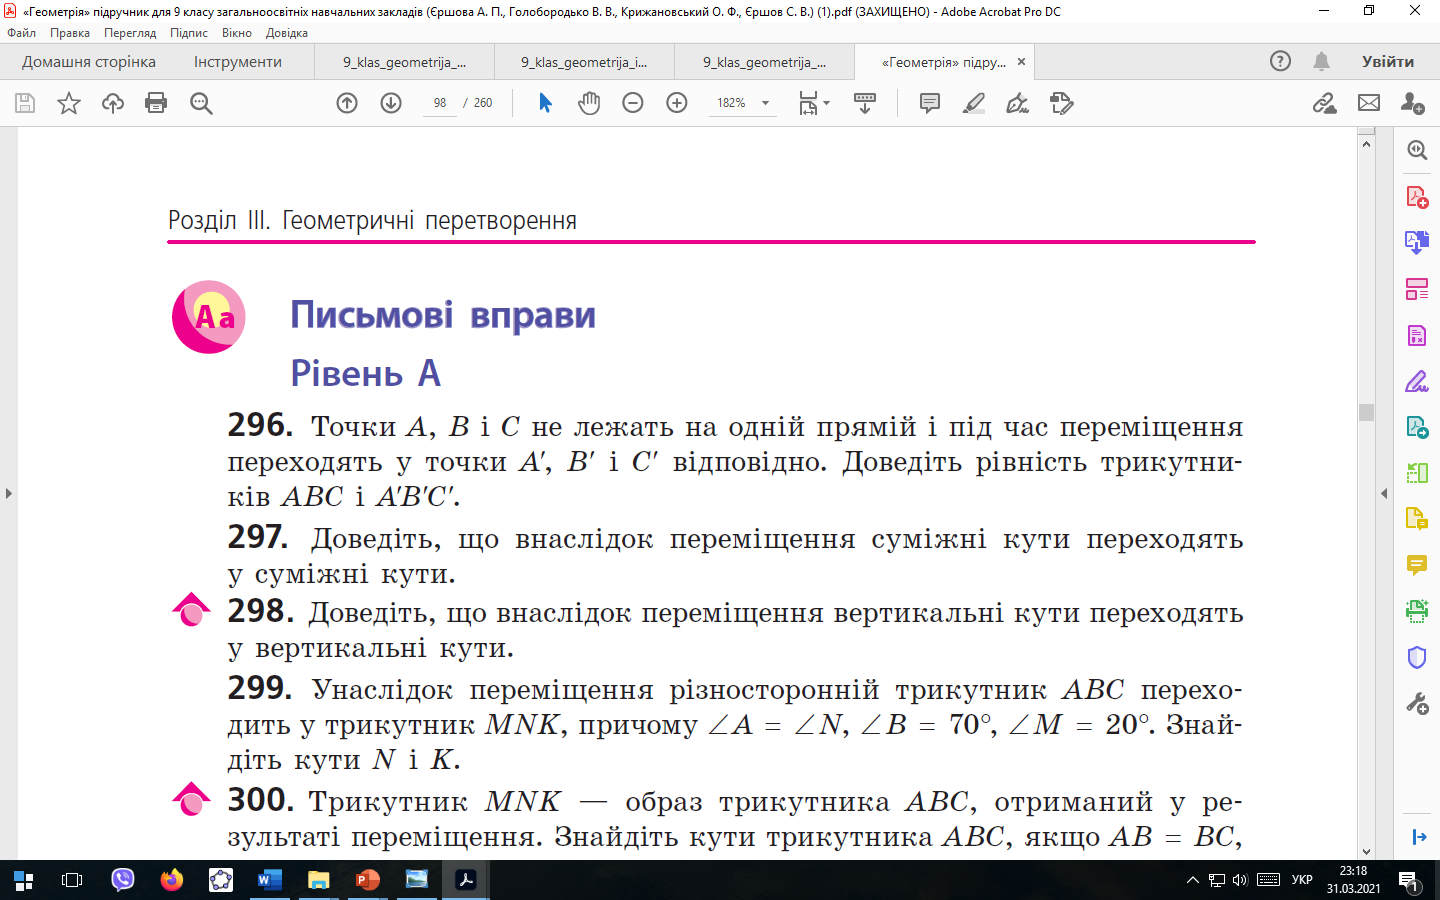 «Геометрія» підручник для 9 класу загальноосвітніх навчальних закладів (Єршова А. П., Голобородько В. В., Крижановський О. Ф., Єршов С. В.) (1).pdf (ЗАХИЩЕНО) - Adobe Acrobat Pro DC
Файл Правка Перегляд Підпис Вікно Довідка
Домашня сторінка Інструменти 9_klas_geometrija_... 9_klas_geometrija_i... 9_klas_geometrija_... «Геометрія» підру... × Увійти
98 / 260 182%
Розділ III. Геометричні перетворення
Аа Письмові вправи
Рівень А
296. Точки A, B і C не лежать на одній прямій і під час переміщення
переходять у точки A′, B′ і C′ відповідно. Доведіть рівність трикутни-
ків ABC і A′B′C′.
297. Доведіть, що внаслідок переміщення суміжні кути переходять
у суміжні кути.
298. Доведіть, що внаслідок переміщення вертикальні кути переходять
у вертикальні кути.
299. Унаслідок переміщення різносторонній трикутник ABC перехо-
дить у трикутник MNK, причому ∠A = ∠N, ∠B = 70°, ∠M = 20°. Знай-
діть кути N і K.
300. Трикутник MNK — образ трикутника ABC, отриманий у ре-
зультаті переміщення. Знайдіть кути трикутника ABC, якщо AB = BC,
УКР 23:18
31.03.2021
1